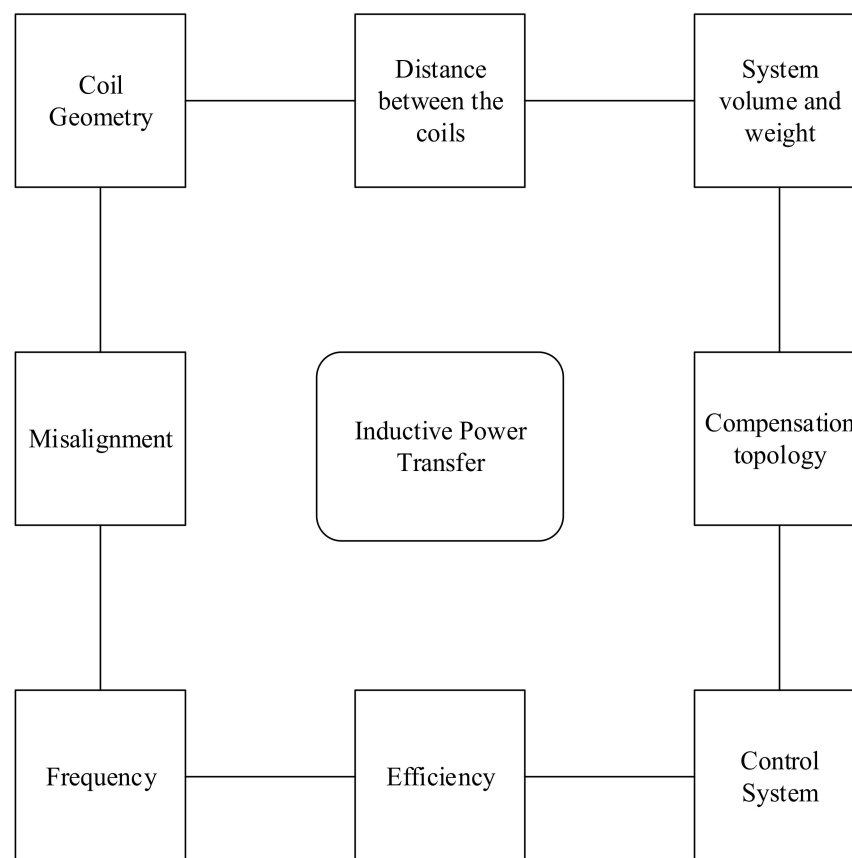 Coil
Geometry
Distance
between the
coils
System
volume and
weight
Misalignment
Inductive Power
Transfer
Compensation
topology
Frequency
Efficiency
Control
System